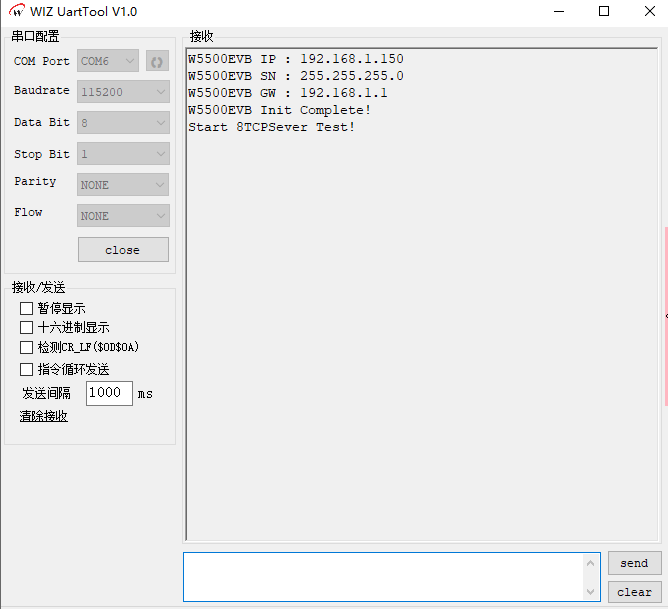 WIZ UartTool V1.0
串口配置
COM Port COM6
Baudrate 115200
Data Bit 8
Stop Bit 1
Parity NONE
Flow NONE
close
接收/发送
暂停显示
十六进制显示
检测CR_LF($0D$0A)
指令循环发送
发送间隔 1000 ms
清除接收
接收
W5500EVB IP : 192.168.1.150
W5500EVB SN : 255.255.255.0
W5500EVB GW : 192.168.1.1
W5500EVB Init Complete!
Start 8TCPSever Test!
send
clear